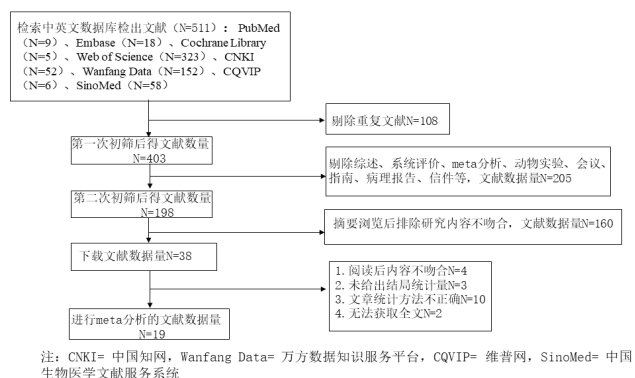 检索中英文数据库检出文献（N=511）： PubMed
（N=9）、Embase（N=18）、Cochrane Library
（N=5）、Web of Science（N=323）、CNKI
（N=52）、Wanfang Data（N=152）、CQVIP
（N=6）、SinoMed（N=58）
剔除重复文献N=108
第一次初筛后得文献数量
N=403
剔除综述、系统评价、meta分析、动物实验、会议、
指南、病理报告、信件等，文献数据量N=205
第二次初筛后得文献数量
N=198
摘要浏览后排除研究内容不吻合，文献数据量N=160
下载文献数据量N=38
1. 阅读后内容不吻合N=4
2. 未给出结局统计量N=3
3. 文章统计方法不正确N=10
4. 无法获取全文N=2
进行meta分析的文献数据量
N=19
注：CNKI= 中国知网，Wanfang Data= 万方数据知识服务平台，CQVIP= 维普网，SinoMed= 中国
生物医学文献服务系统